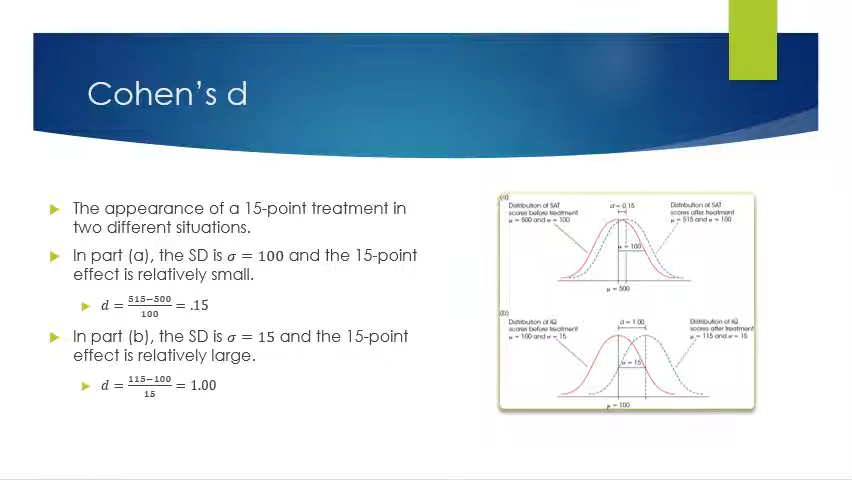 Cohen's d
The appearance of a 15-point treatment in
two different situations.
In part (a), the SD is σ = 100 and the 15-point
effect is relatively small.
d = 515−500 / 100 = .15
In part (b), the SD is σ = 15 and the 15-point
effect is relatively large.
d = 115−100 / 15 = 1.00
(a)
Distribution of SAT
scores before treatment
μ = 500 and σ = 100
d = 0.15
Distribution of SAT
scores after treatment
μ = 515 and σ = 100
= 100
μ = 500
(b)
Distribution of IQ
scores before treatment
μ = 100 and σ = 15
d = 1.00
Distribution of IQ
scores after treatment
μ = 115 and σ = 15
σ = 15
μ = 100